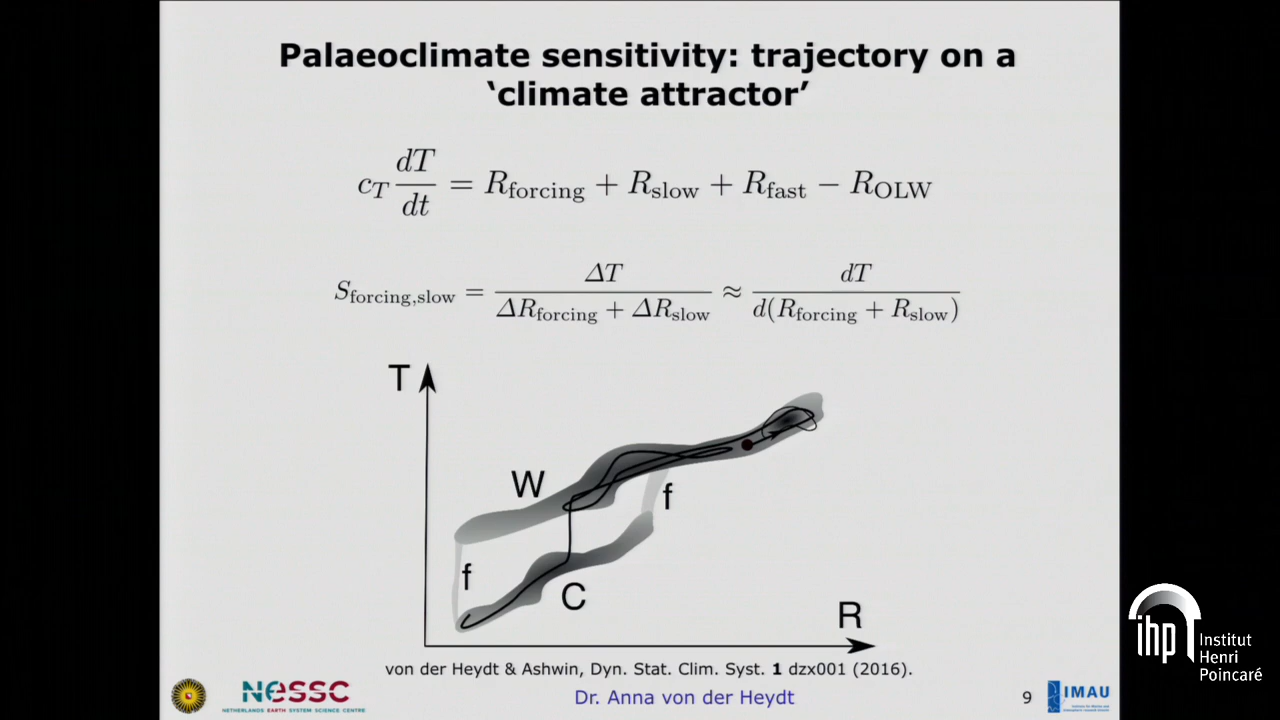 Palaeoclimate sensitivity: trajectory on a
‘climate attractor’
c_T dT/dt = R_forcing + R_slow + R_fast − R_OLW
S_forcing,slow = ΔT / (ΔR_forcing + ΔR_slow) ≈ dT / d(R_forcing + R_slow)
T
W
f
f
C
R
von der Heydt & Ashwin, Dyn. Stat. Clim. Syst. 1 dzx001 (2016).
NESSC
NETHERLANDS EARTH SYSTEM SCIENCE CENTRE
Dr. Anna von der Heydt
9
IMAU
ihp
Institut
Henri
Poincaré